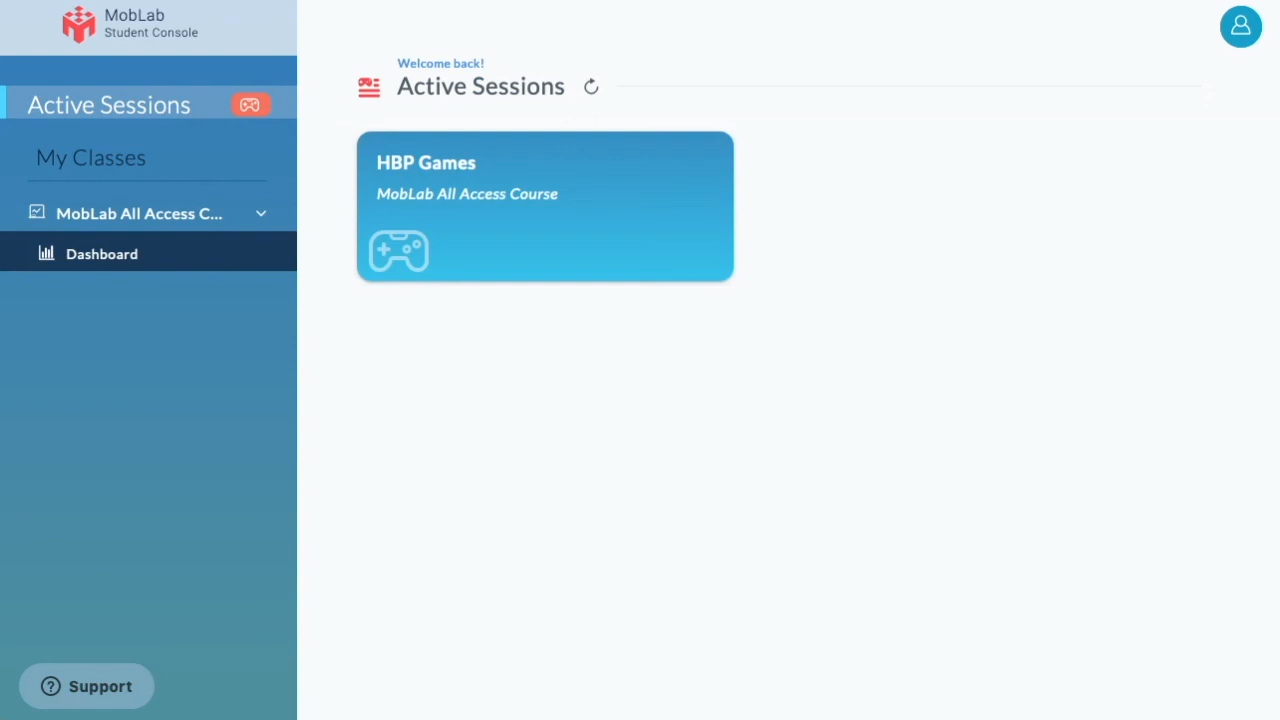 MobLab
Student Console
Active Sessions
My Classes
MobLab All Access C...
Dashboard
Support
Welcome back!
Active Sessions
HBP Games
MobLab All Access Course